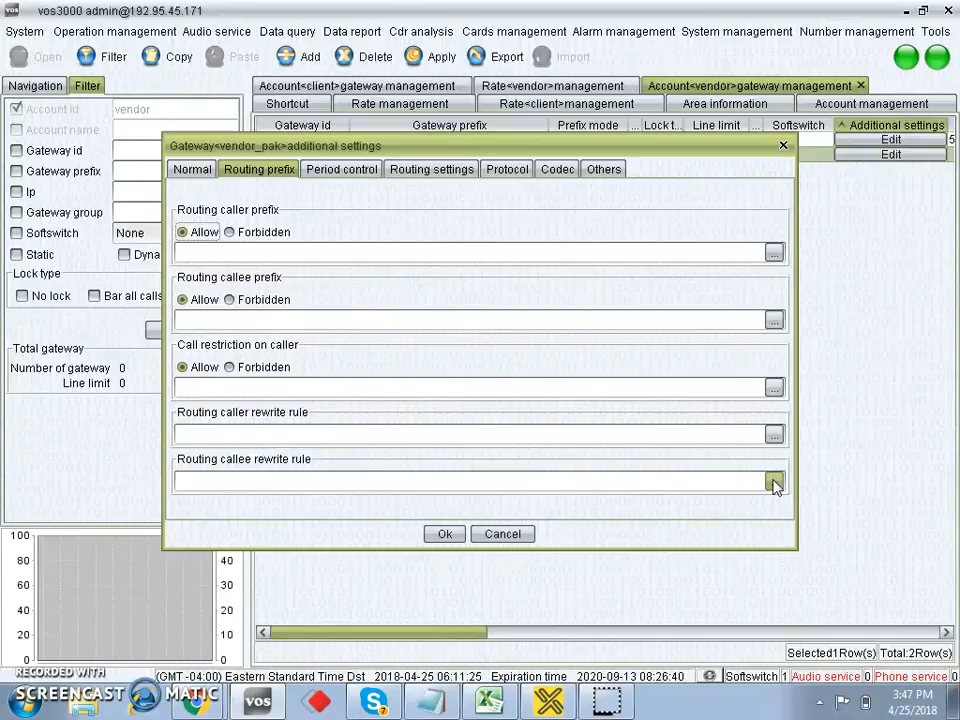 vos vos3000 admin@192.95.45.171
System Operation management Audio service Data query Data report Cdr analysis Cards management Alarm management System management Number management Tools
Open Filter Copy Paste Add Delete Apply Export Import
Navigation Filter Account<client>gateway management Rate<vendor>management Account<vendor>gateway management
Shortcut Rate management Rate<client>management Area information Account management
Account id vendor
Gateway id Gateway prefix Prefix mode ... Lock t... Line limit ... Softswitch Additional settings
Account name
Edit 5
Edit
Gateway id
Gateway prefix
Ip
Gateway group
Softswitch None
Static Dyna
Lock type
No lock Bar all calls
Total gateway
Number of gateway 0
Line limit 0
Gateway<vendor_pak>additional settings
Normal Routing prefix Period control Routing settings Protocol Codec Others
Routing caller prefix
Allow Forbidden
...
Routing callee prefix
Allow Forbidden
...
Call restriction on caller
Allow Forbidden
...
Routing caller rewrite rule
...
Routing callee rewrite rule
Ok Cancel
100
80 40
60 30
40 20
20 10
0 0
Selected1Row(s) Total:2Row(s)
(GMT-04:00) Eastern Standard Time Dst 2018-04-25 06:11:25 Expiration time 2020-09-13 08:26:40 Softswitch 1 Audio service 0 Phone service 0
RECORDED WITH
SCREENCAST MATIC
vos
7
3:47 PM
4/25/2018